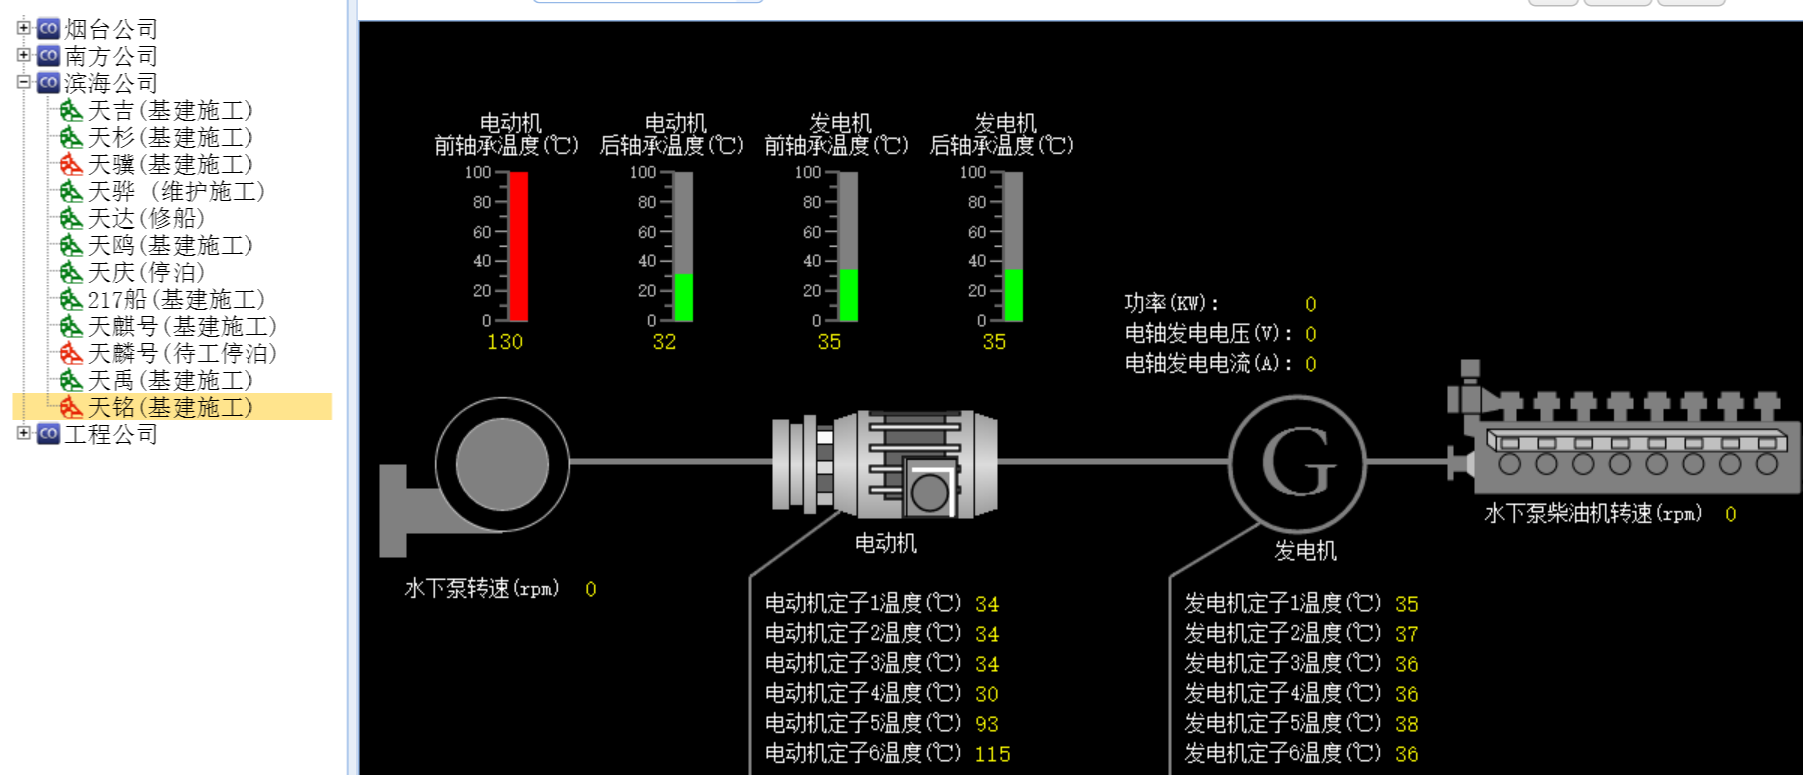 CO 烟台公司
CO 南方公司
CO 滨海公司
天吉(基建施工)
天杉(基建施工)
天骥(基建施工)
天骅 (维护施工)
天达(修船)
天鸥(基建施工)
天庆(停泊)
217船(基建施工)
天麒号(基建施工)
天麟号(待工停泊)
天禹(基建施工)
天铭(基建施工)
CO 工程公司
电动机
前轴承温度(℃)
100
80
60
40
20
0
130
电动机
后轴承温度(℃)
100
80
60
40
20
0
32
发电机
前轴承温度(℃)
100
80
60
40
20
0
35
发电机
后轴承温度(℃)
100
80
60
40
20
0
35
功率(KW): 0
电轴发电电压(V): 0
电轴发电电流(A): 0
G
水下泵柴油机转速(rpm) 0
电动机
发电机
水下泵转速(rpm) 0
电动机定子1温度(℃) 34
电动机定子2温度(℃) 34
电动机定子3温度(℃) 34
电动机定子4温度(℃) 30
电动机定子5温度(℃) 93
电动机定子6温度(℃) 115
发电机定子1温度(℃) 35
发电机定子2温度(℃) 37
发电机定子3温度(℃) 36
发电机定子4温度(℃) 36
发电机定子5温度(℃) 38
发电机定子6温度(℃) 36